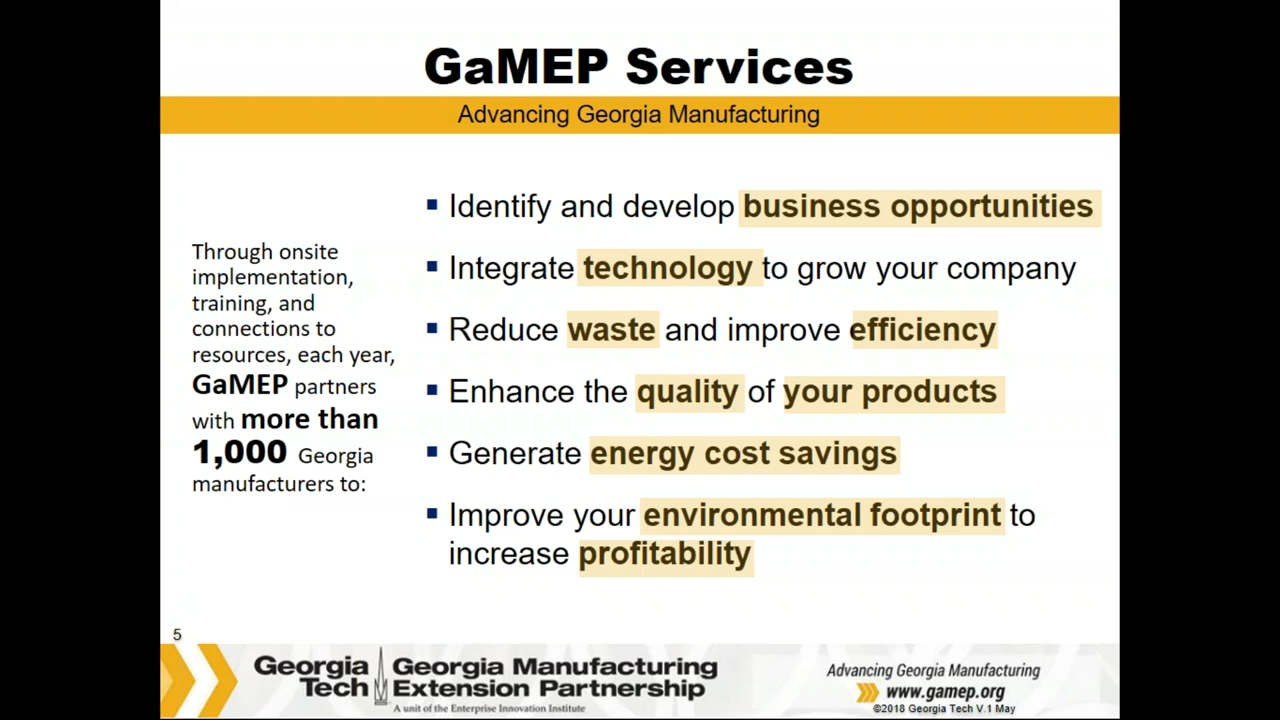 GaMEP Services
Advancing Georgia Manufacturing
Through onsite
implementation,
training, and
connections to
resources, each year,
GaMEP partners
with more than
1,000 Georgia
manufacturers to:
▪ Identify and develop business opportunities
▪ Integrate technology to grow your company
▪ Reduce waste and improve efficiency
▪ Enhance the quality of your products
▪ Generate energy cost savings
▪ Improve your environmental footprint to
increase profitability
5
Georgia
Tech
Georgia Manufacturing
Extension Partnership
A unit of the Enterprise Innovation Institute
Advancing Georgia Manufacturing
www.gamep.org
©2018 Georgia Tech V.1 May